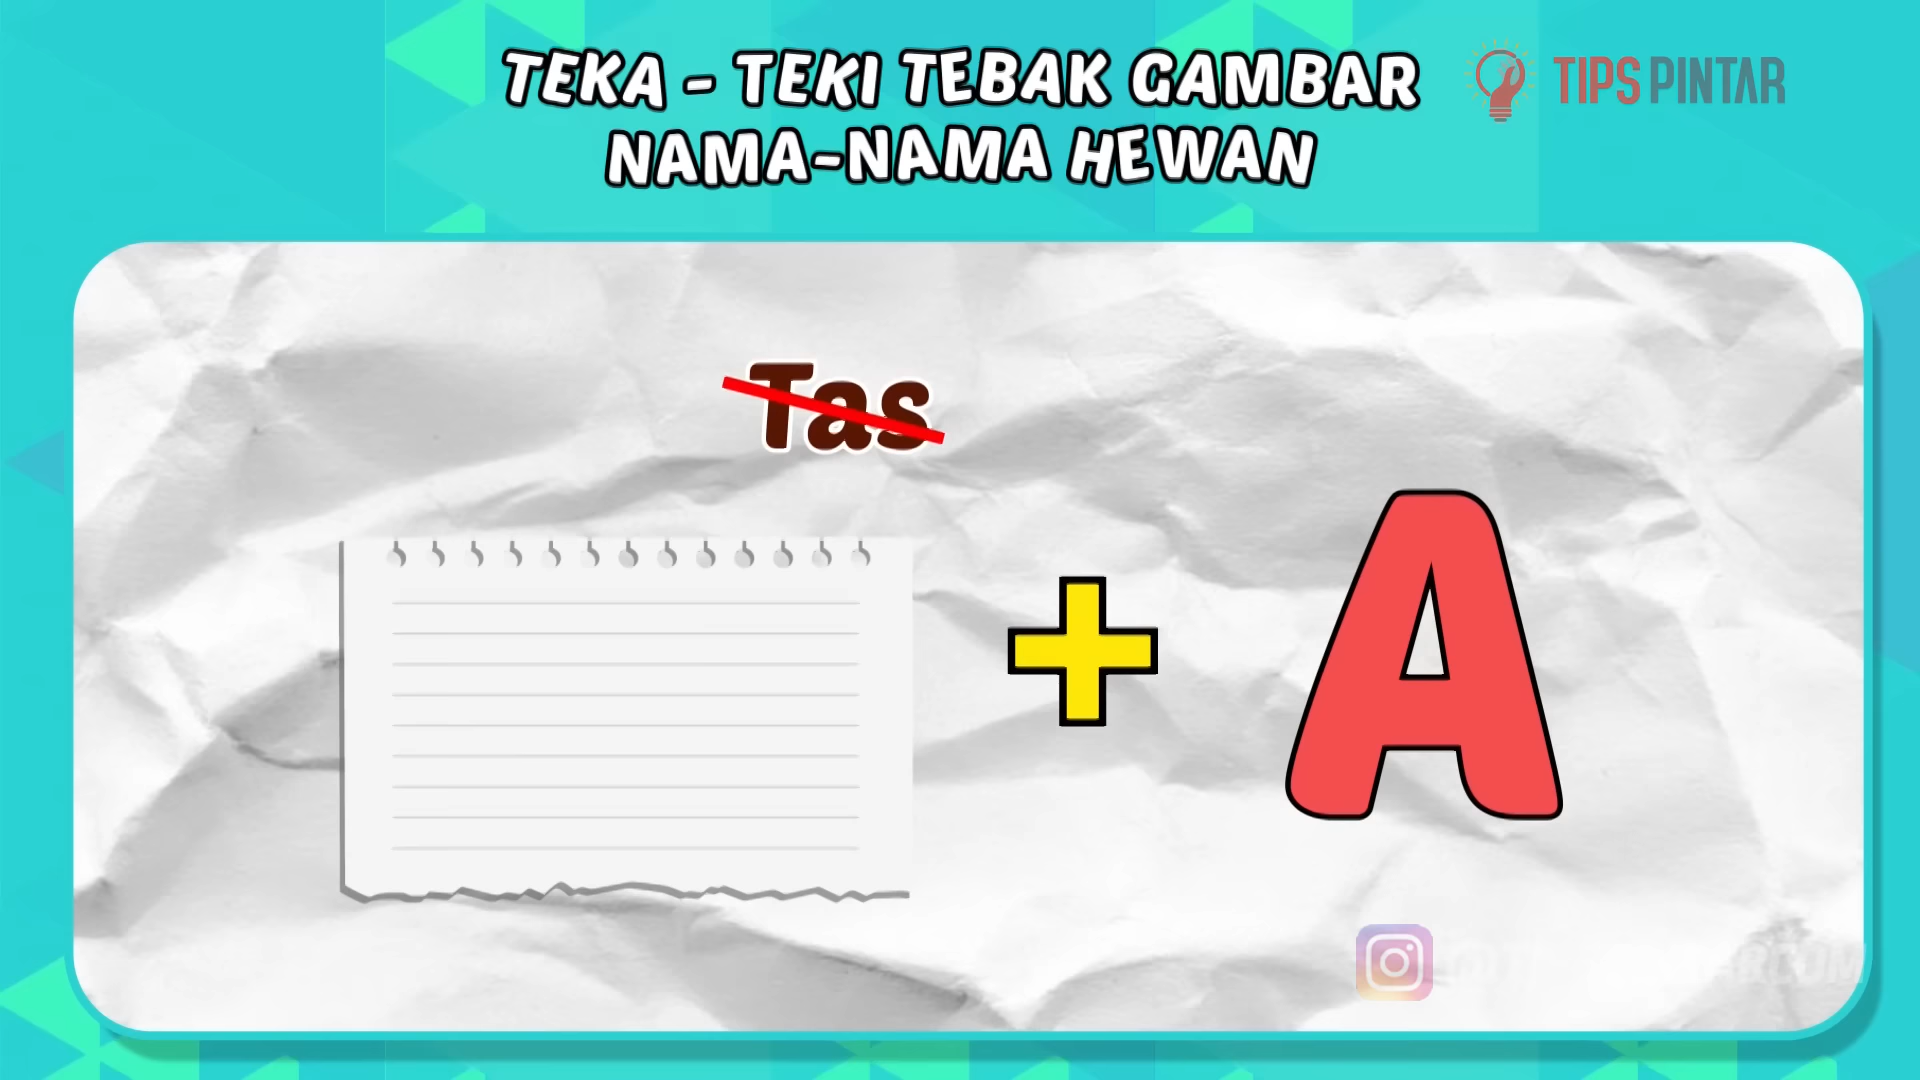 TEKA - TEKI TEBAK GAMBAR
NAMA-NAMA HEWAN
TIPS PINTAR
Tas
+ A